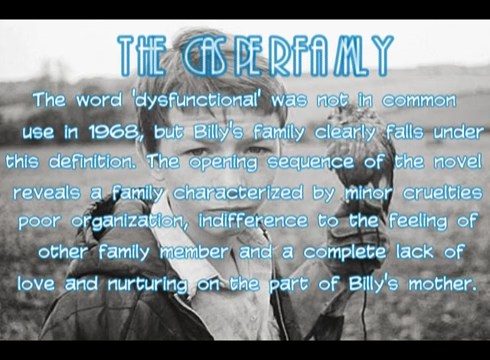 THE CASPER FAMILY
The word 'dysfunctional' was not in common
use in 1968, but Billy's family clearly falls under
this definition. The opening sequence of the novel
reveals a family characterized by minor cruelties
poor organization, indifference to the feeling of
other family member and a complete lack of
love and nurturing on the part of Billy's mother.